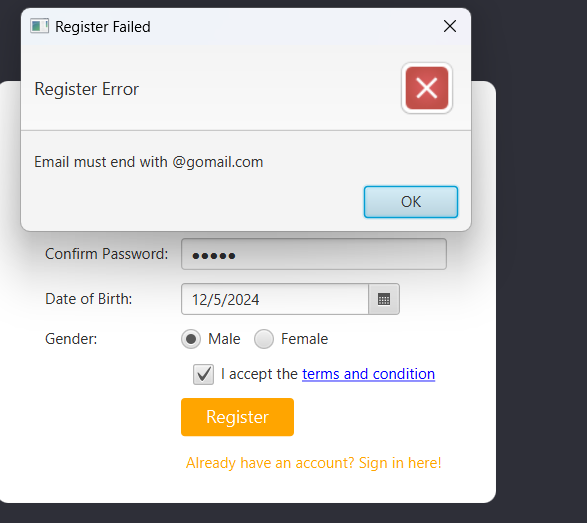 Register Failed
Register Error
Email must end with @gomail.com
OK
Confirm Password: ●●●●●
Date of Birth: 12/5/2024
Gender: Male Female
I accept the terms and condition
Register
Already have an account? Sign in here!